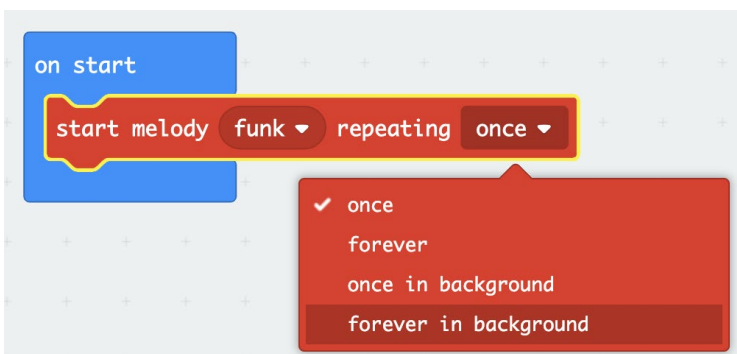 on start
start melody funk repeating once
once
forever
once in background
forever in background